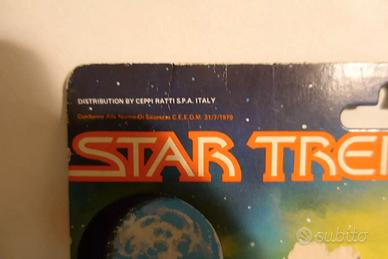 DISTRIBUTION BY CEPPI RATTI S.P.A. ITALY
Conforme Alle Norme Di Sicurezza C.E.E.D.M. 31/7/1979
STAR TRE
subito